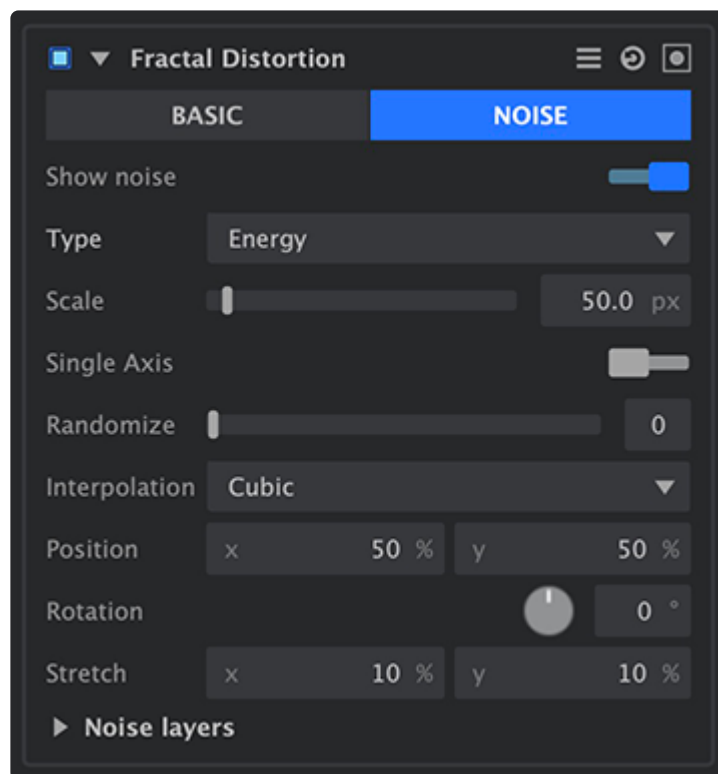 Fractal Distortion
BASIC NOISE
Show noise
Type Energy
Scale 50.0 px
Single Axis
Randomize 0
Interpolation Cubic
Position x 50 % y 50 %
Rotation 0 °
Stretch x 10 % y 10 %
Noise layers